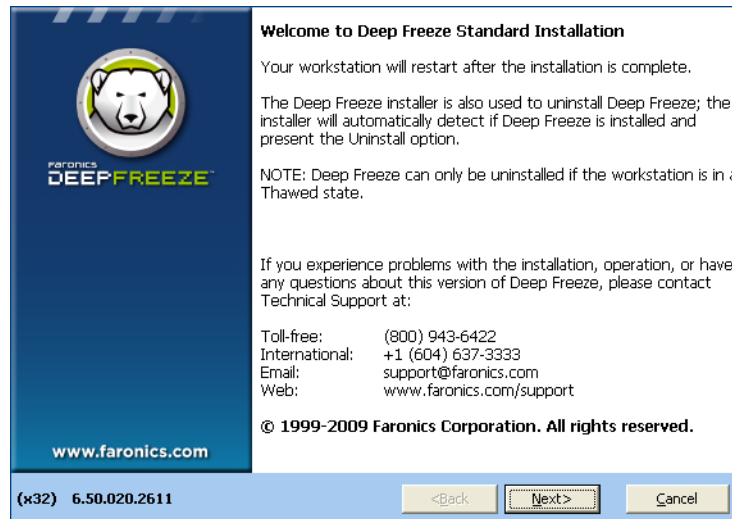 Welcome to Deep Freeze Standard Installation
Your workstation will restart after the installation is complete.
The Deep Freeze installer is also used to uninstall Deep Freeze; the
installer will automatically detect if Deep Freeze is installed and
present the Uninstall option.
NOTE: Deep Freeze can only be uninstalled if the workstation is in a
Thawed state.
If you experience problems with the installation, operation, or have
any questions about this version of Deep Freeze, please contact
Technical Support at:
Toll-free: (800) 943-6422
International: +1 (604) 637-3333
Email: support@faronics.com
Web: www.faronics.com/support
© 1999-2009 Faronics Corporation. All rights reserved.
FARONICS
DEEPFREEZE
www.faronics.com
(x32) 6.50.020.2611
<Back Next> Cancel